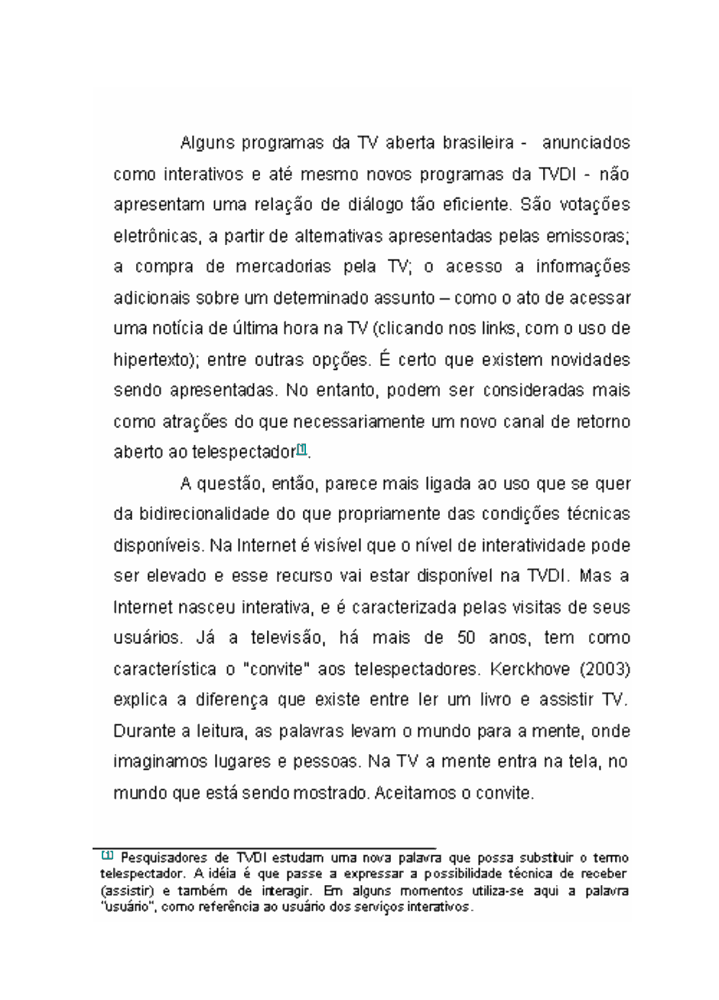 Alguns programas da TV aberta brasileira - anunciados
como interativos e até mesmo novos programas da TVDI - não
apresentam uma relação de diálogo tão eficiente. São votações
eletrônicas, a partir de alternativas apresentadas pelas emissoras;
a compra de mercadorias pela TV; o acesso a informações
adicionais sobre um determinado assunto – como o ato de acessar
uma notícia de última hora na TV (clicando nos links, com o uso de
hipertexto); entre outras opções. É certo que existem novidades
sendo apresentadas. No entanto, podem ser consideradas mais
como atrações do que necessariamente um novo canal de retorno
aberto ao telespectador[1].
A questão, então, parece mais ligada ao uso que se quer
da bidirecionalidade do que propriamente das condições técnicas
disponíveis. Na Internet é visível que o nível de interatividade pode
ser elevado e esse recurso vai estar disponível na TVDI. Mas a
Internet nasceu interativa, e é caracterizada pelas visitas de seus
usuários. Já a televisão, há mais de 50 anos, tem como
característica o "convite" aos telespectadores. Kerckhove (2003)
explica a diferença que existe entre ler um livro e assistir TV.
Durante a leitura, as palavras levam o mundo para a mente, onde
imaginamos lugares e pessoas. Na TV a mente entra na tela, no
mundo que está sendo mostrado. Aceitamos o convite.
[1] Pesquisadores de TVDI estudam uma nova palavra que possa substituir o termo
telespectador. A idéia é que passe a expressar a possibilidade técnica de receber
(assistir) e também de interagir. Em alguns momentos utiliza-se aqui a palavra
"usuário", como referência ao usuário dos serviços interativos.